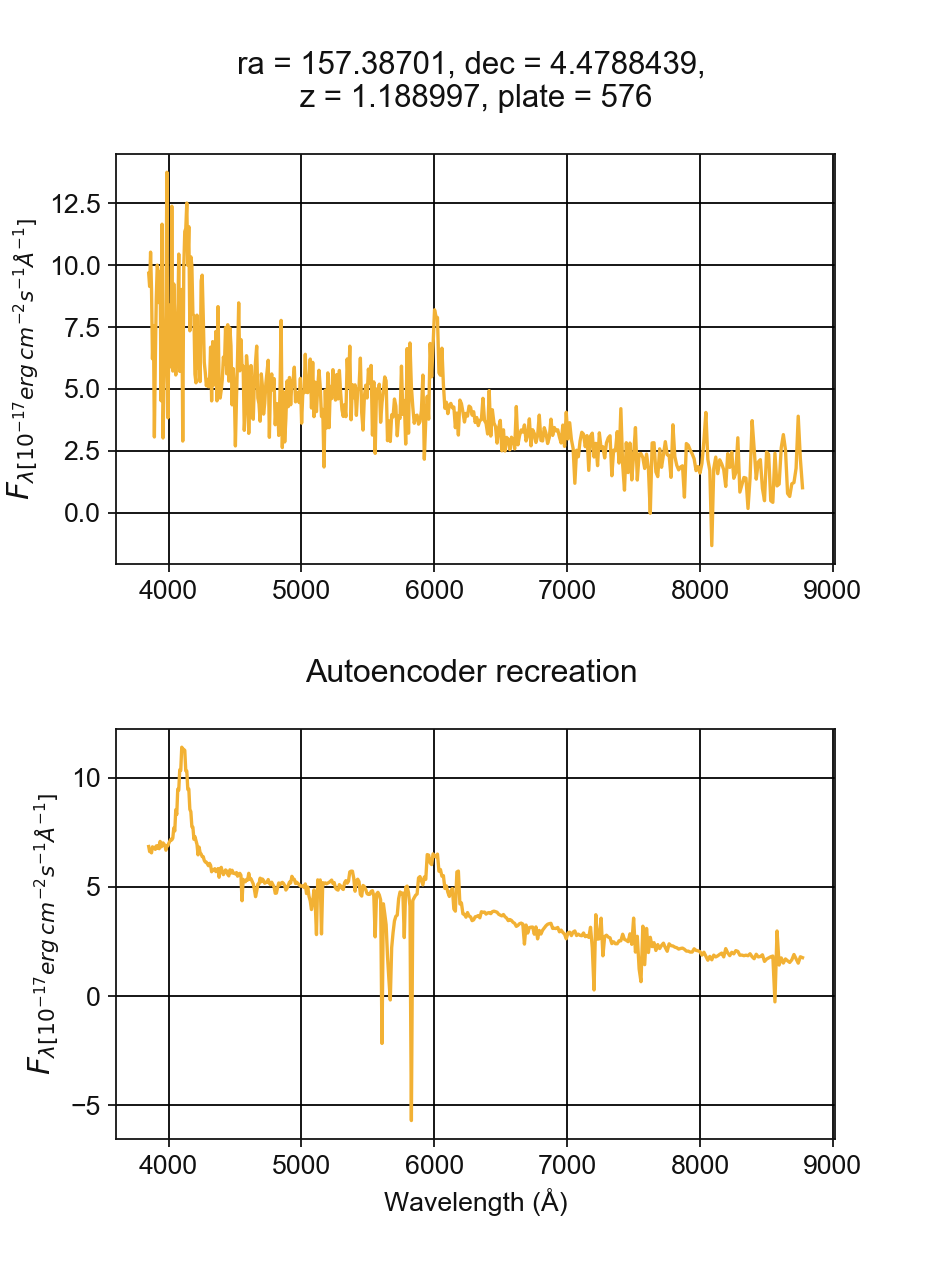 ra = 157.38701, dec = 4.4788439,
z = 1.188997, plate = 576
F_λ[10^−17 erg cm^−2 s^−1 Å^−1]
12.5
10.0
7.5
5.0
2.5
0.0
4000 5000 6000 7000 8000 9000
Autoencoder recreation
F_λ[10^−17 erg cm^−2 s^−1 Å^−1]
10
5
0
−5
4000 5000 6000 7000 8000 9000
Wavelength (Å)